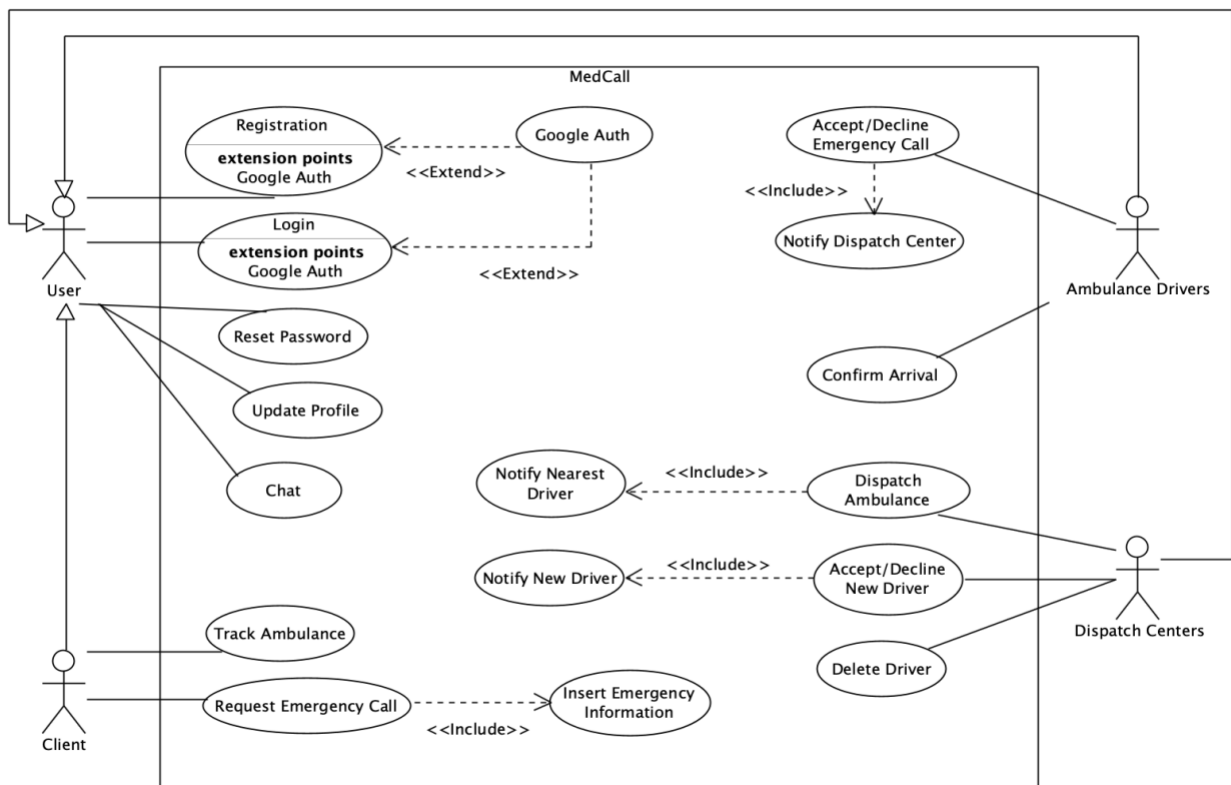 MedCall
Registration
extension points
Google Auth
<<Extend>>
Google Auth
Accept/Decline
Emergency Call
<<Include>>
Login
extension points
Google Auth
<<Extend>>
Notify Dispatch Center
User
Ambulance Drivers
Reset Password
Confirm Arrival
Update Profile
Chat
Notify Nearest
Driver
<<Include>>
Dispatch
Ambulance
Notify New Driver
<<Include>>
Accept/Decline
New Driver
Dispatch Centers
Track Ambulance
Delete Driver
Request Emergency Call
<<Include>>
Insert Emergency
Information
Client